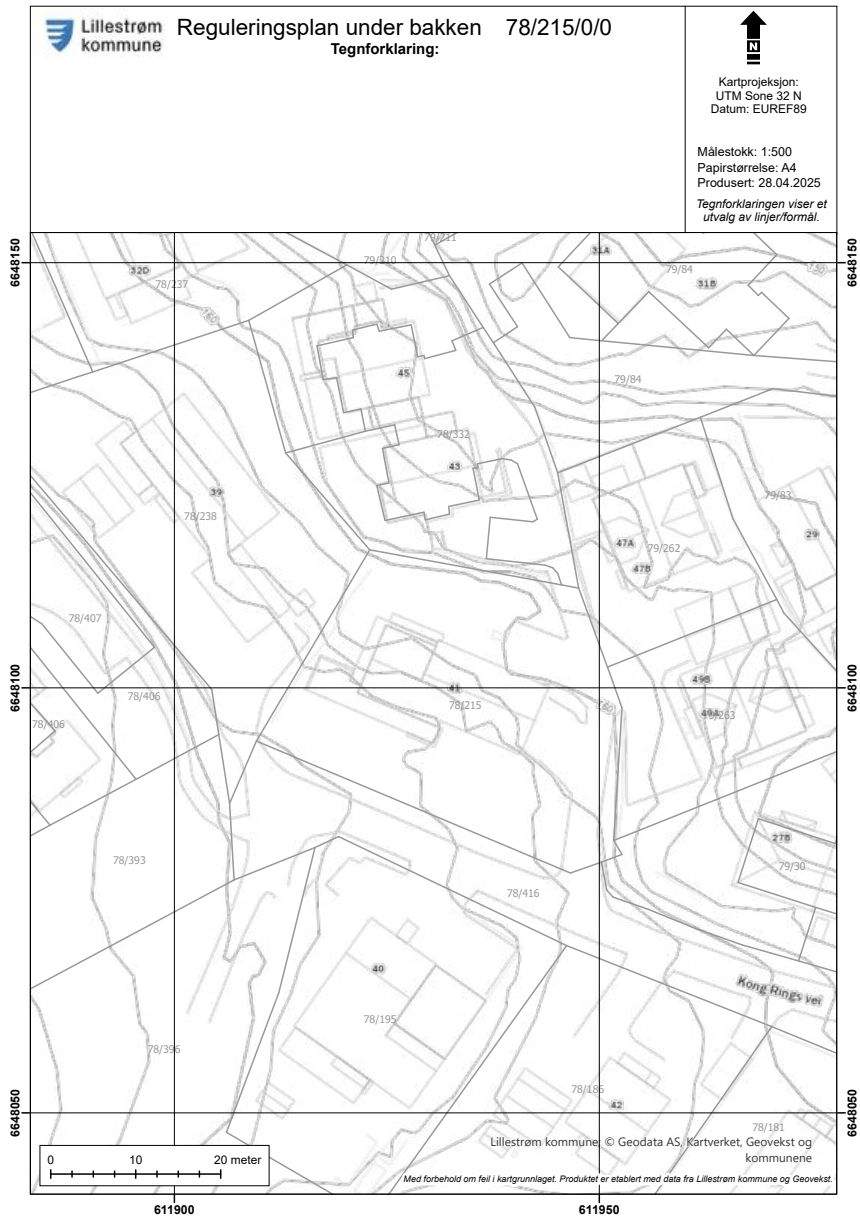 Lillestrøm
kommune
Reguleringsplan under bakken 78/215/0/0
Tegnforklaring:
N
Kartprojeksjon:
UTM Sone 32 N
Datum: EUREF89
Målestokk: 1:500
Papirstørrelse: A4
Produsert: 28.04.2025
Tegnforklaringen viser et
utvalg av linjer/formål.
6648150
6648150
79/211
79/210
31A
79/84
150
32D
78/237
31B
160
45
79/84
78/332
43
39
78/238
79/83
29
47A
79/262
47B
78/407
6648100
6648100
78/406
49B
41
78/215
150
49A
79/263
78/406
27B
78/393
79/30
78/416
40
Kong Rings vei
78/195
78/396
78/186
42
6648050
6648050
78/181
Lillestrøm kommune, © Geodata AS, Kartverket, Geovekst og
kommunene
0 10 20 meter
Med forbehold om feil i kartgrunnlaget. Produktet er etablert med data fra Lillestrøm kommune og Geovekst.
611900
611950